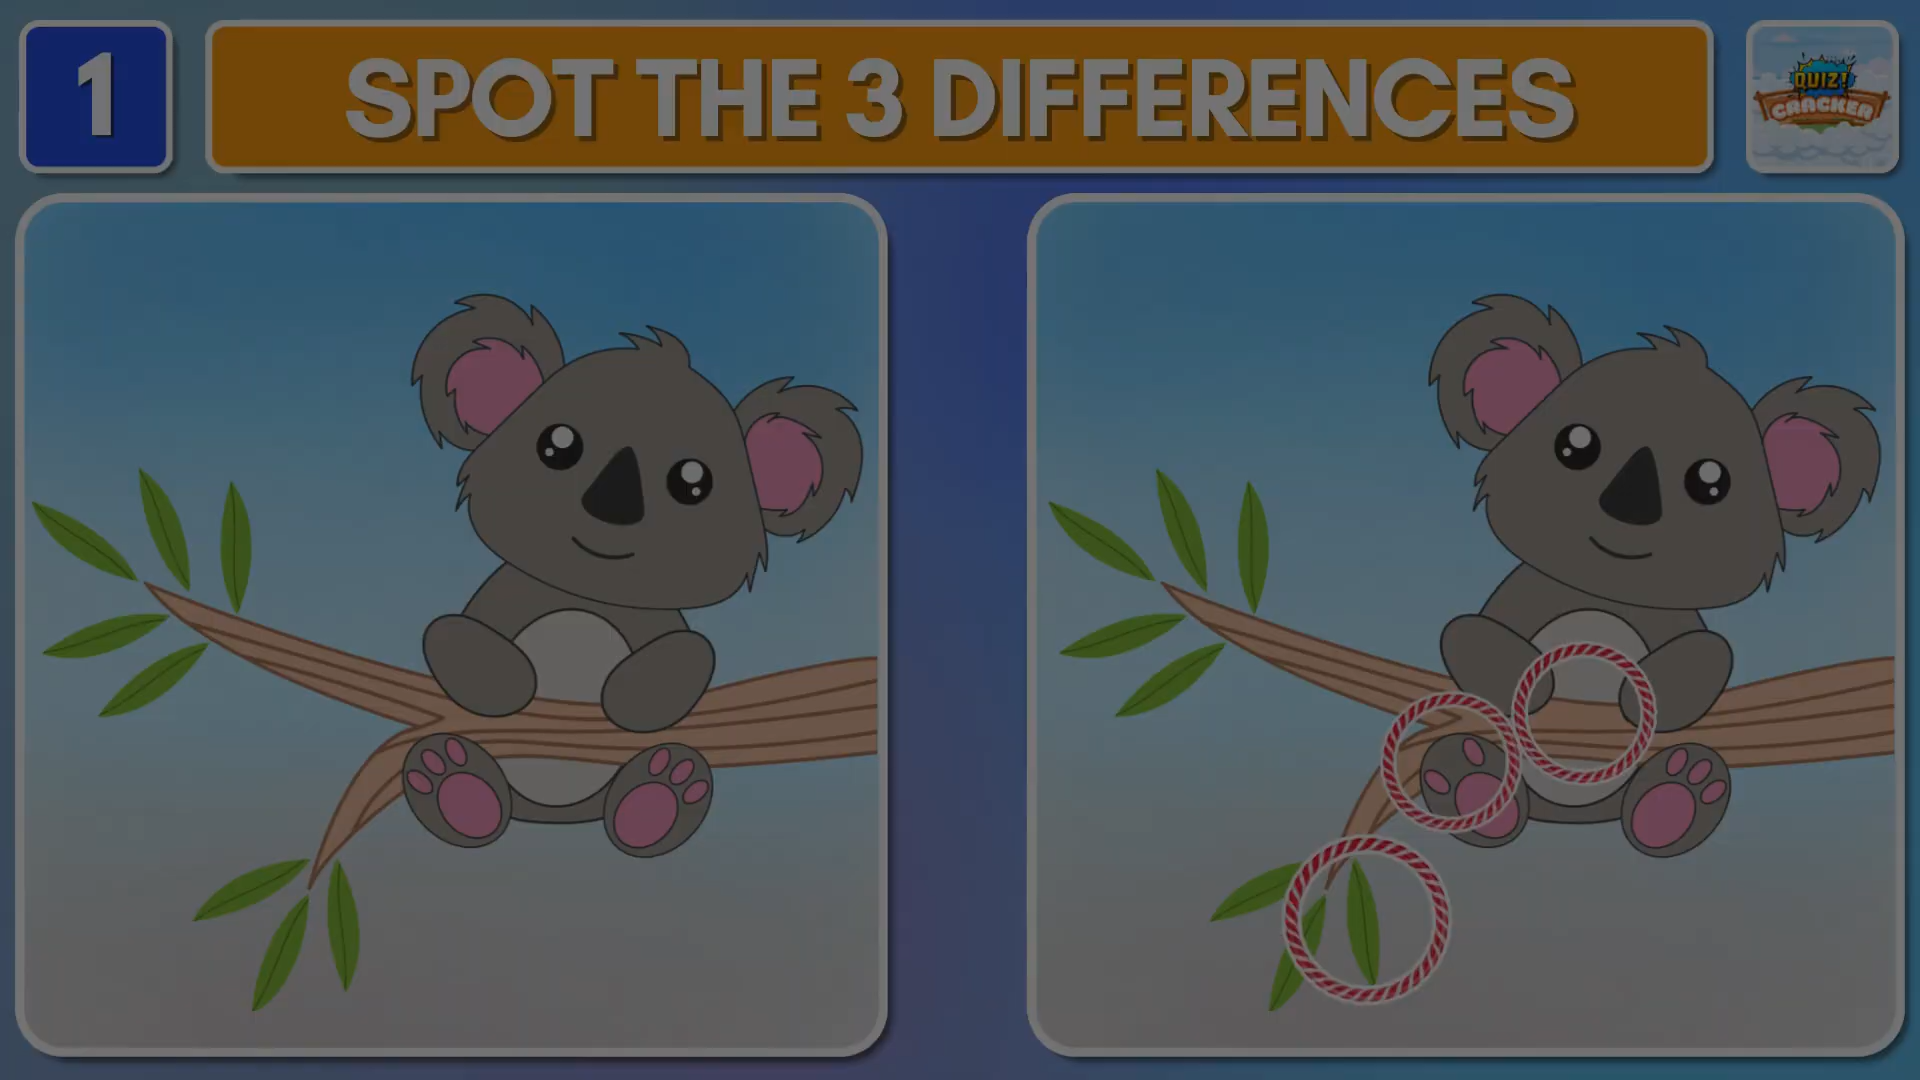 1
SPOT THE 3 DIFFERENCES
QUIZ!
CRACKER